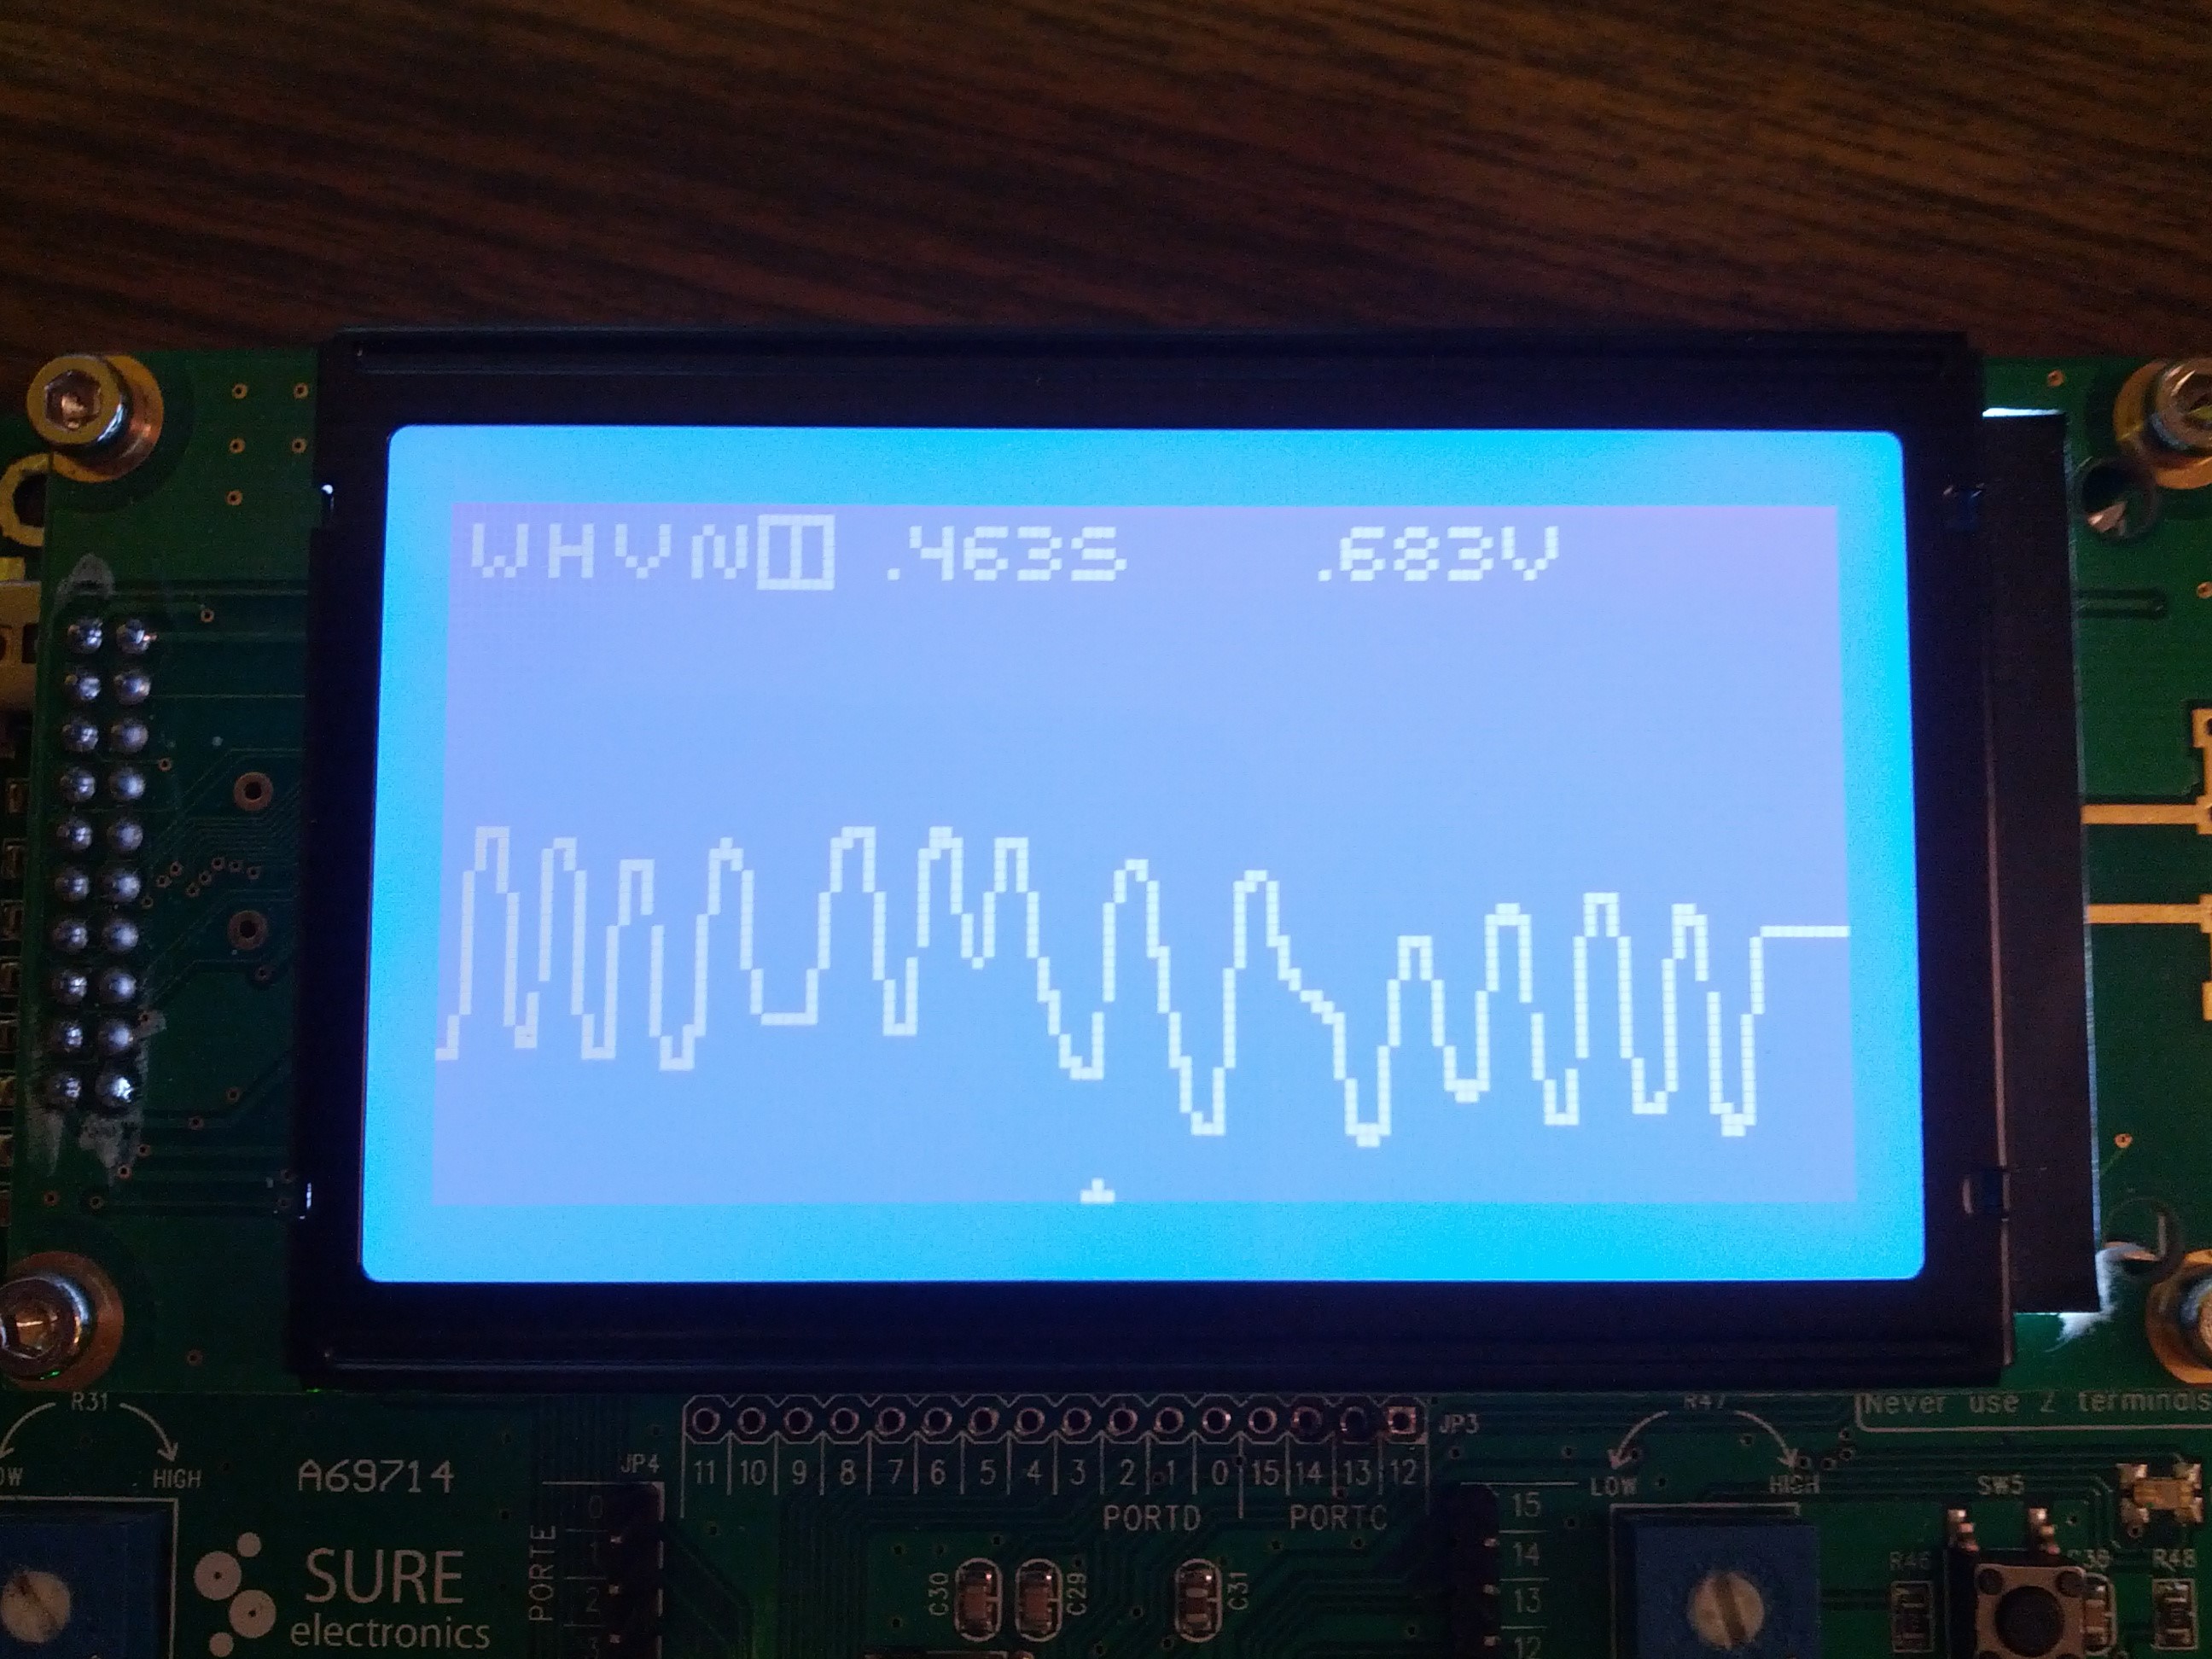 WHVNI .463S .683V
R31
LOW HIGH
A69714
SURE
electronics
JP4
PORTE
0
1
2
3
JP3
11 10 9 8 7 6 5 4 3 2 1 0 15 14 13 12
PORTD PORTC
C30 C29 C31
15
14
13
12
R47
LOW HIGH
Never use 2 terminals
SW5
R46
R48